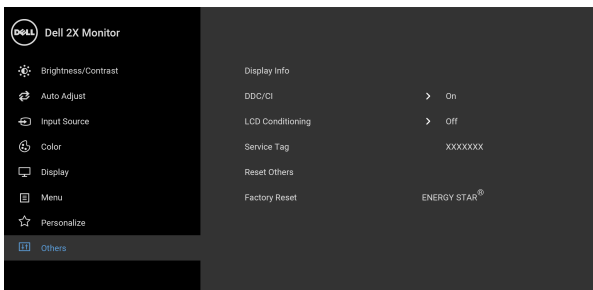 DELL Dell 2X Monitor
Brightness/Contrast
Auto Adjust
Input Source
Color
Display
Menu
Personalize
Others
Display Info
DDC/CI > On
LCD Conditioning > Off
Service Tag XXXXXXX
Reset Others
Factory Reset ENERGY STAR®